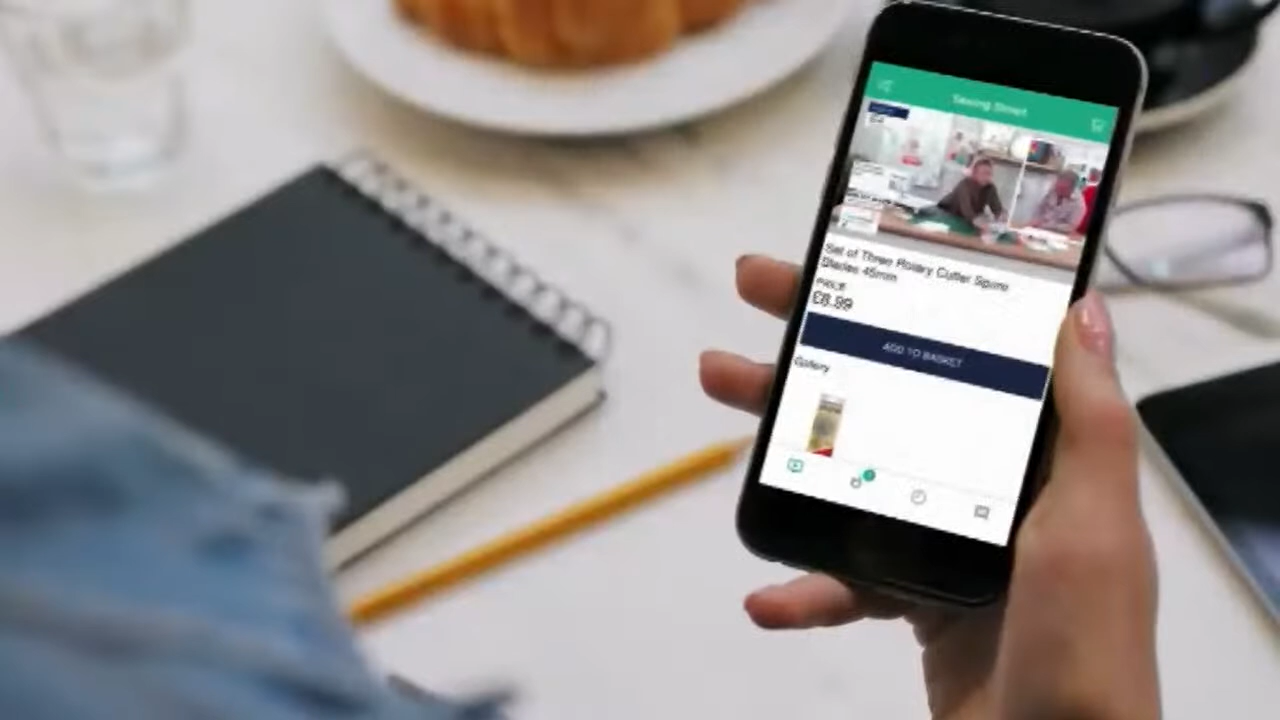 Sewing Street
Set of Three Rotary Cutter Spare
Blades 45mm
PRICE
£8.99
ADD TO BASKET
Gallery